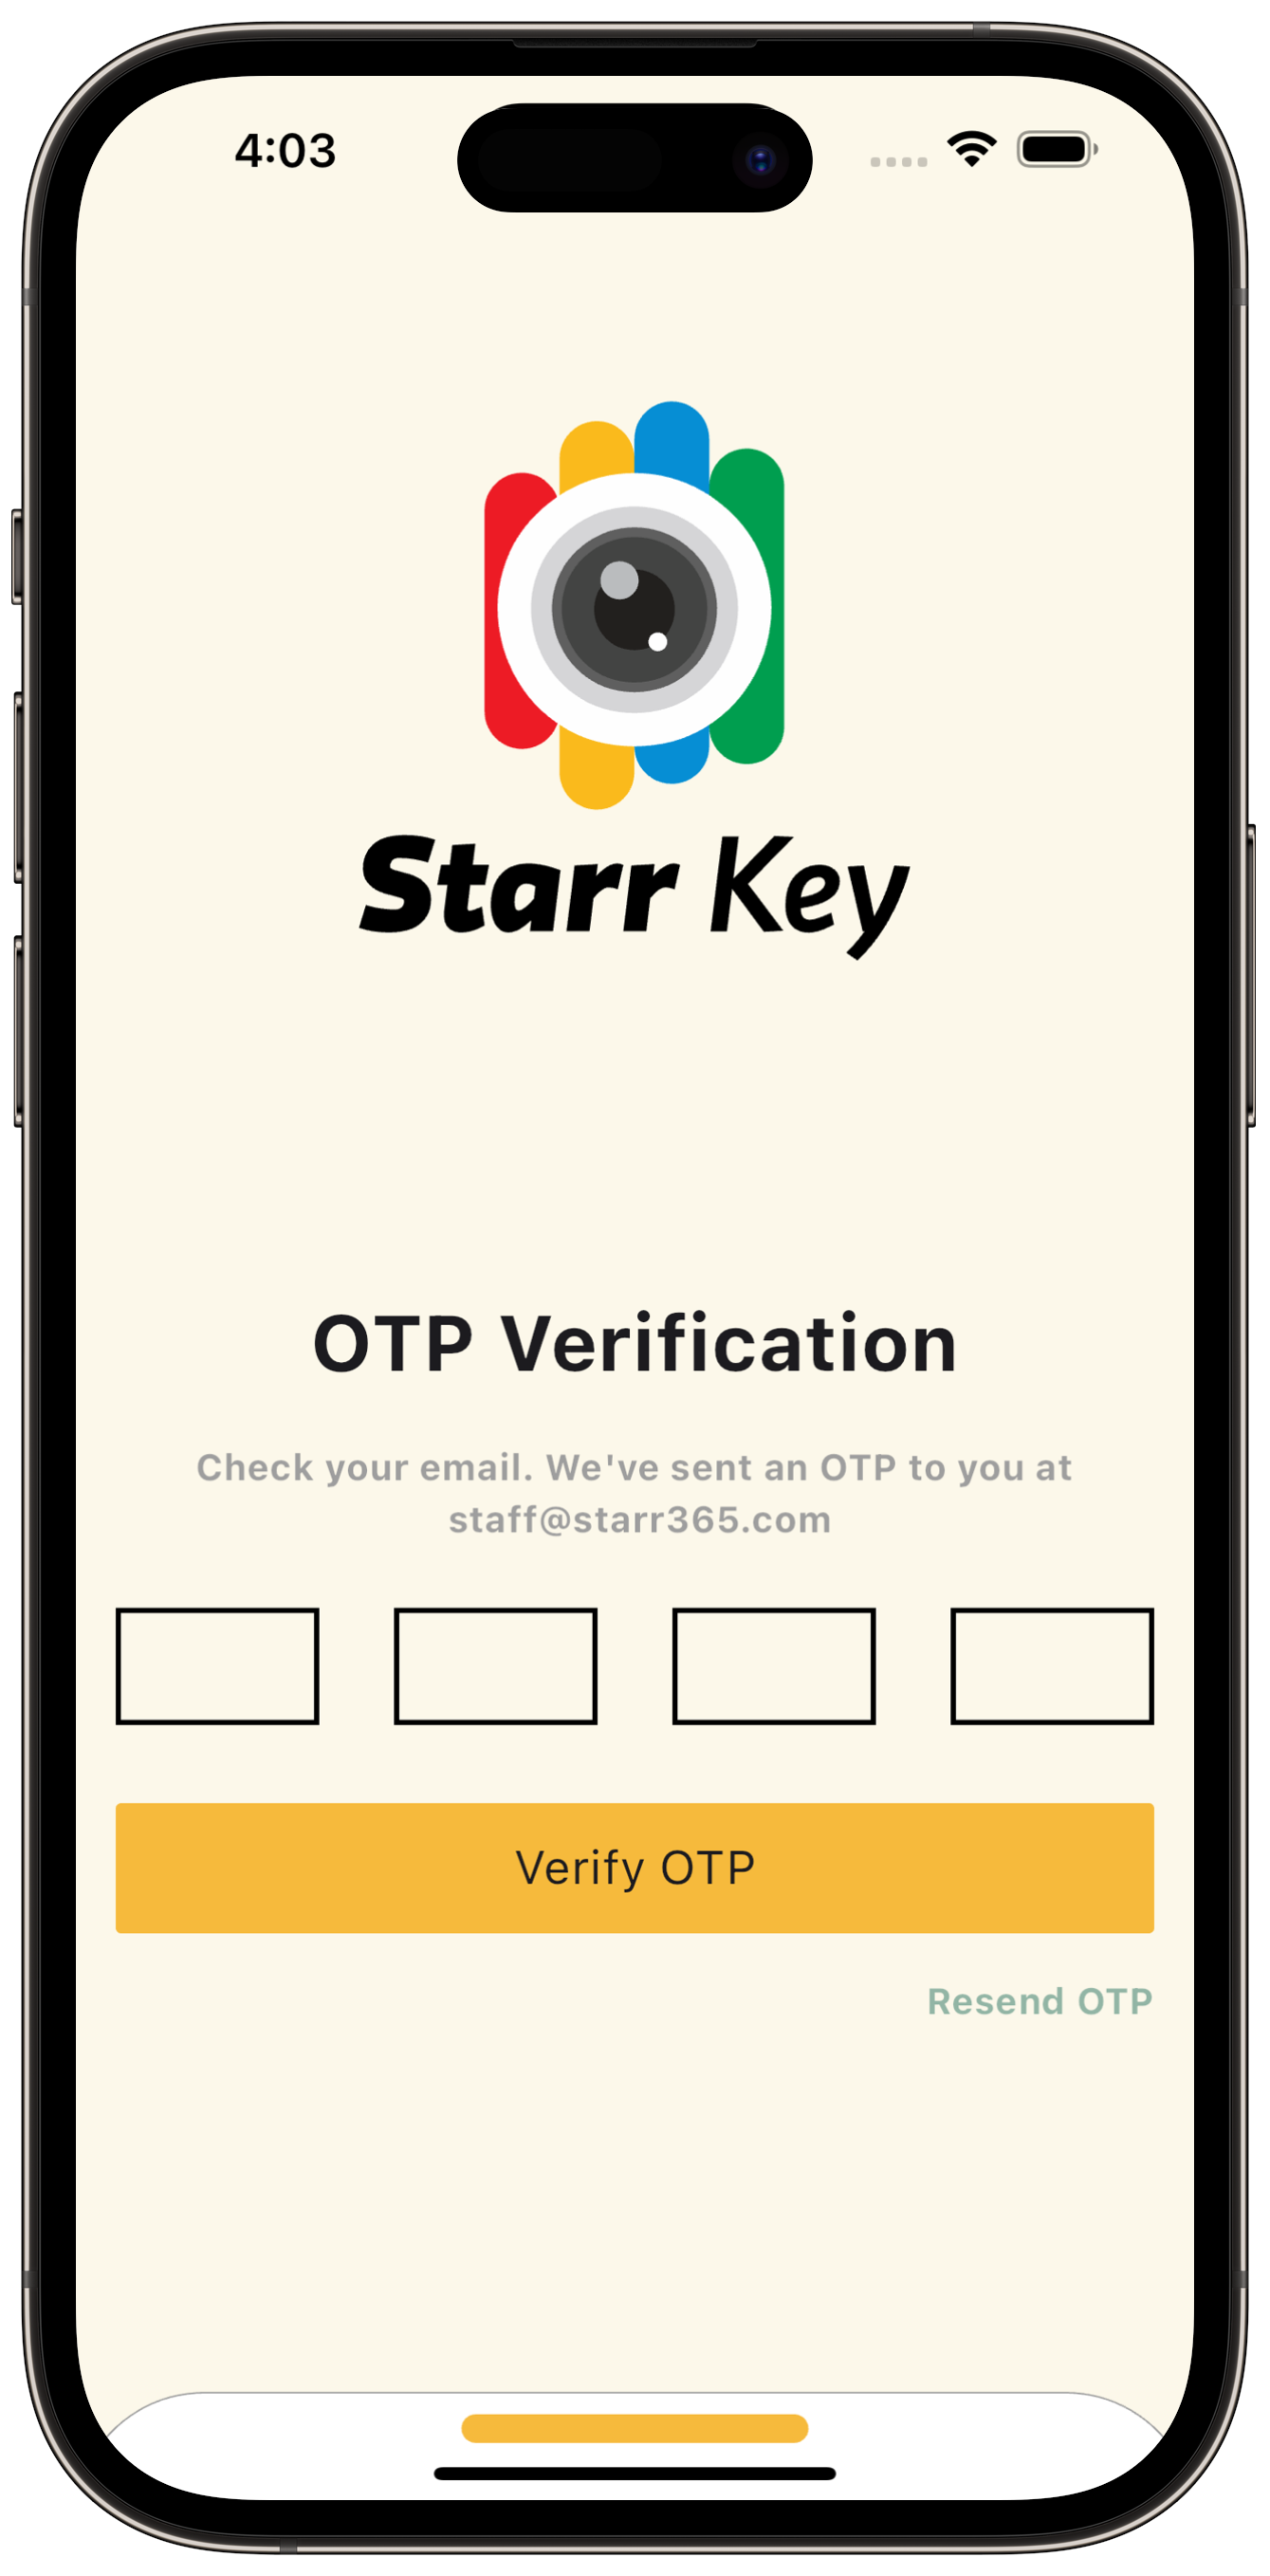 4:03
Starr Key
OTP Verification
Check your email. We've sent an OTP to you at
staff@starr365.com
Verify OTP
Resend OTP